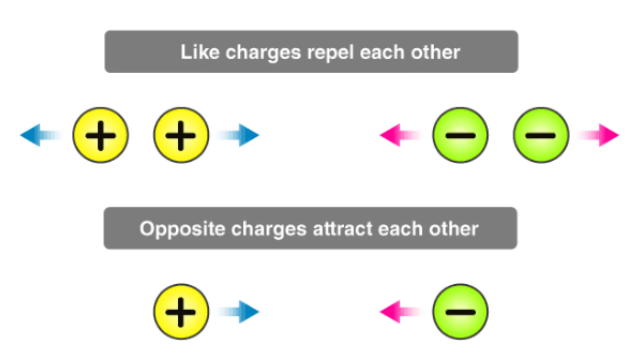 Like charges repel each other
+ + − −
Opposite charges attract each other
+ −